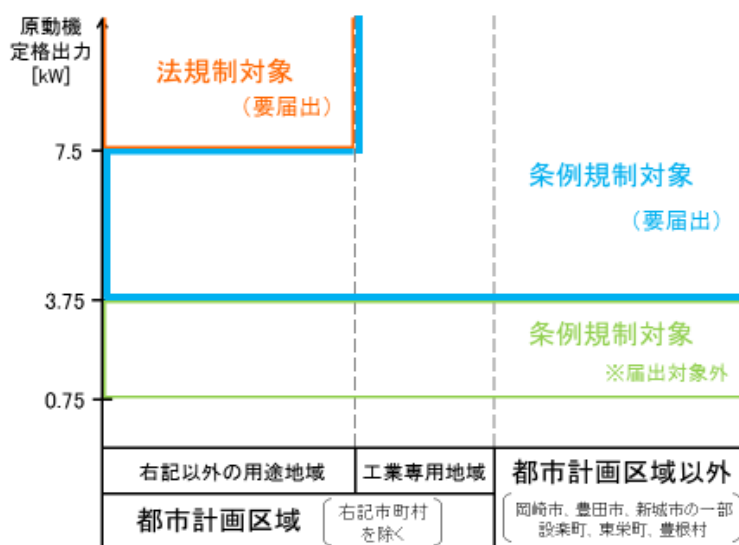 原動機
定格出力
[kW]
法規制対象
（要届出）
7.5
条例規制対象
（要届出）
3.75
条例規制対象
※届出対象外
0.75
右記以外の用途地域
工業専用地域
都市計画区域以外
岡崎市、豊田市、新城市の一部
設楽町、東栄町、豊根村
都市計画区域
右記市町村
を除く